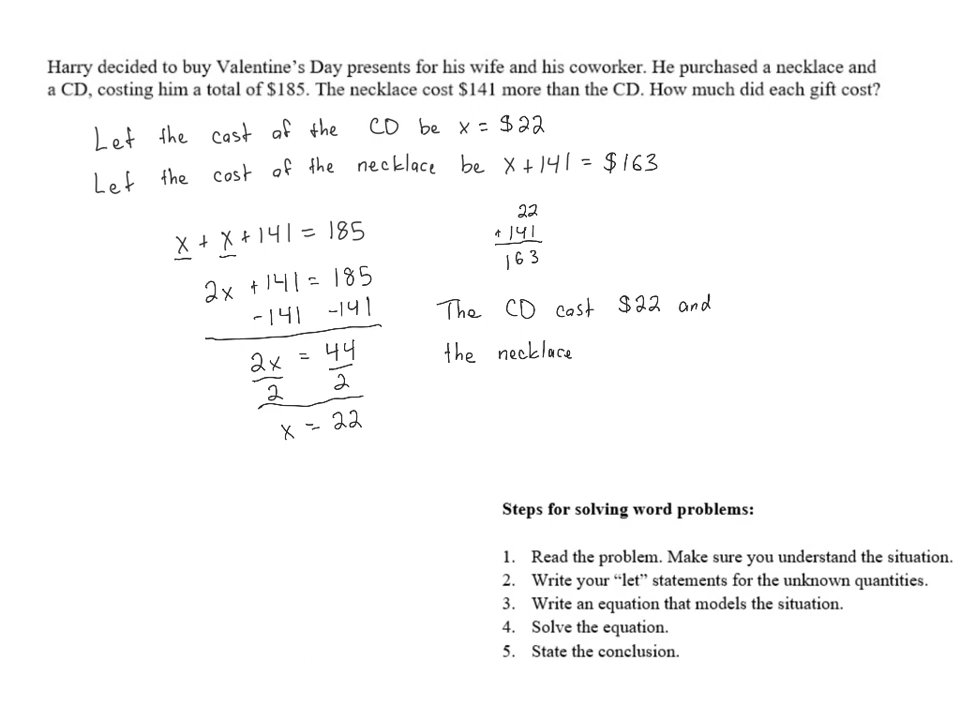 Harry decided to buy Valentine's Day presents for his wife and his coworker. He purchased a necklace and
a CD, costing him a total of $185. The necklace cost $141 more than the CD. How much did each gift cost?
Let the cost of the CD be x = $22
Let the cost of the necklace be x + 141 = $163
x + x + 141 = 185
2x + 141 = 185
-141 -141
2x = 44
2 2
x = 22
22
+ 141
163
The CD cost $22 and
the necklace
Steps for solving word problems:
1. Read the problem. Make sure you understand the situation.
2. Write your “let” statements for the unknown quantities.
3. Write an equation that models the situation.
4. Solve the equation.
5. State the conclusion.